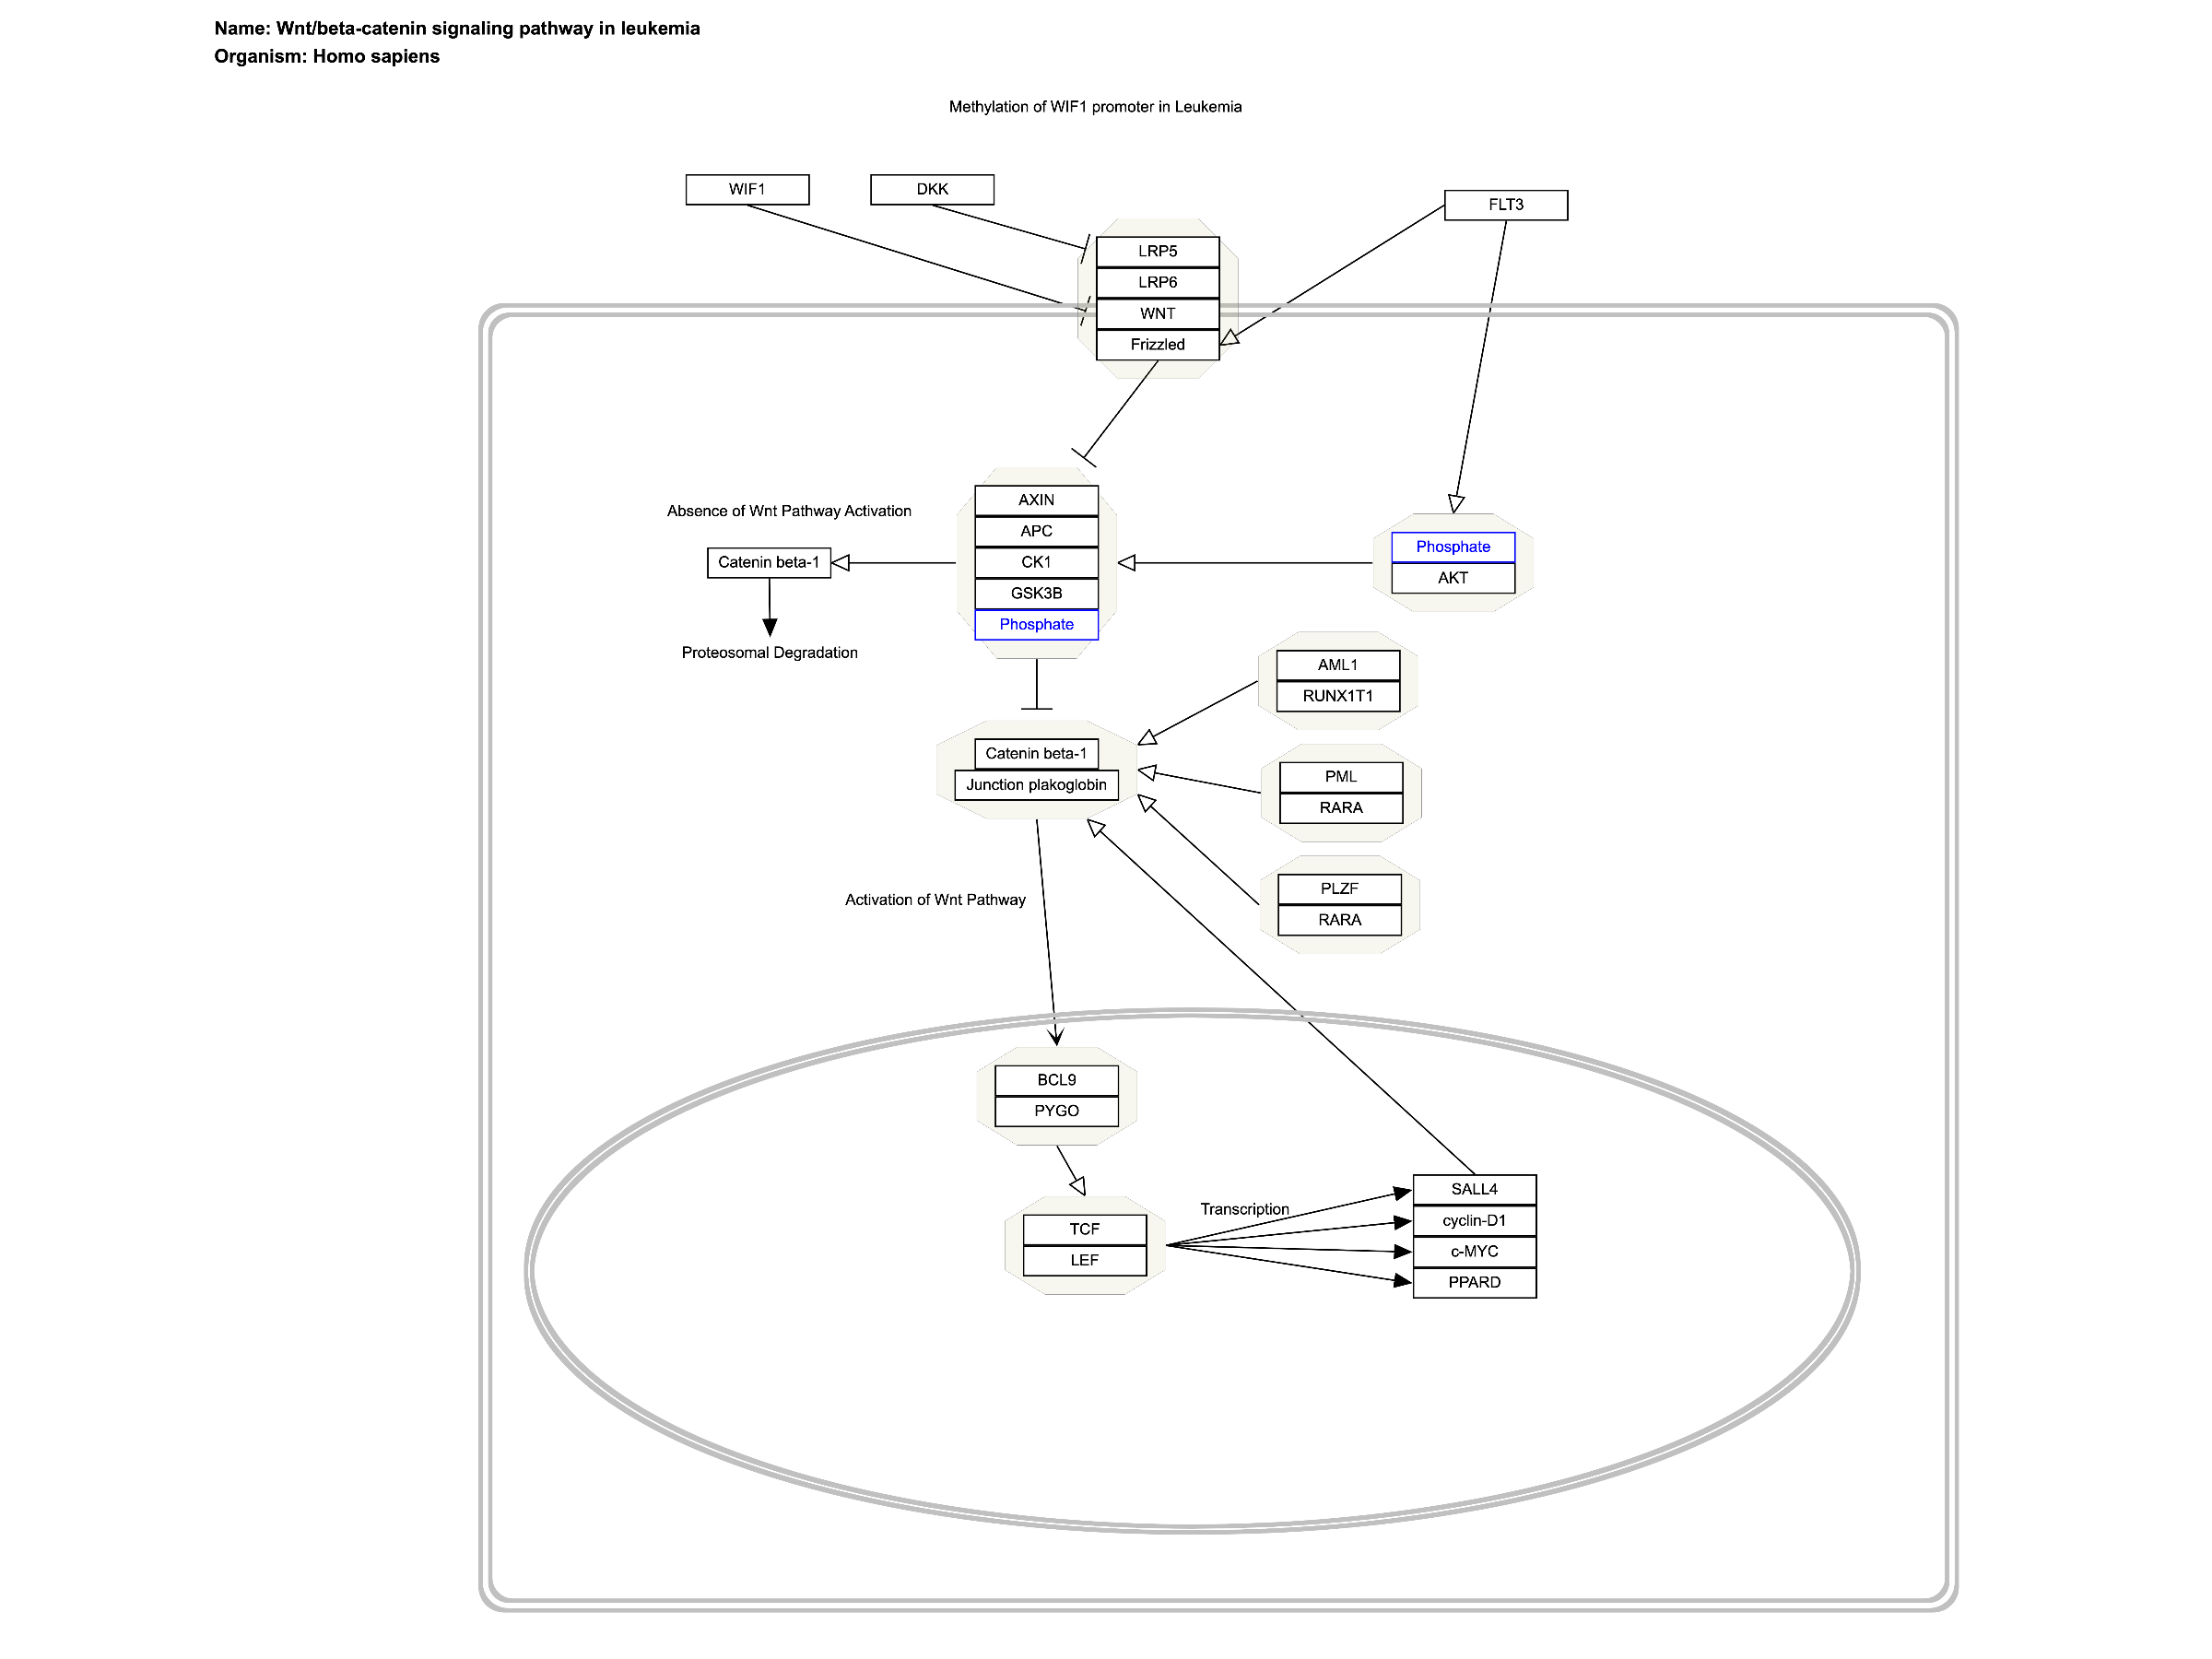 Name: Wnt/beta-catenin signaling pathway in leukemia
Organism: Homo sapiens
Methylation of WIF1 promoter in Leukemia
WIF1
DKK
FLT3
LRP5
LRP6
WNT
Frizzled
AXIN
APC
CK1
GSK3B
Phosphate
Absence of Wnt Pathway Activation
Catenin beta-1
Proteosomal Degradation
Phosphate
AKT
AML1
RUNX1T1
Catenin beta-1
Junction plakoglobin
PML
RARA
PLZF
RARA
Activation of Wnt Pathway
BCL9
PYGO
TCF
LEF
Transcription
SALL4
cyclin-D1
c-MYC
PPARD